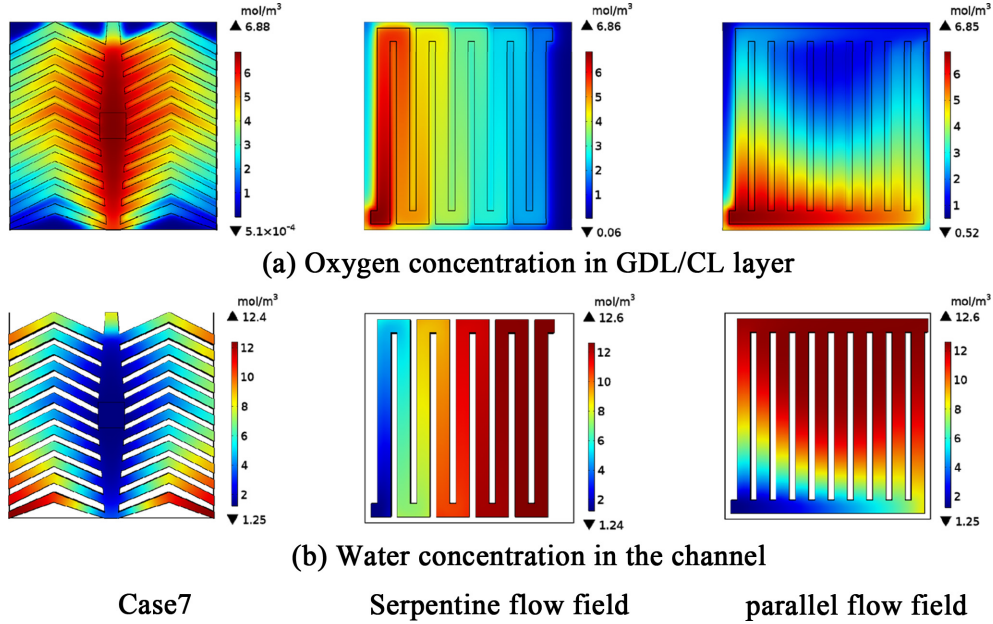 mol/m³ mol/m³ mol/m³
▲ 6.88 ▲ 6.86 ▲ 6.85
6 6 6
5 5 5
4 4 4
3 3 3
2 2 2
1 1 1
▼ 5.1×10⁻⁴ ▼ 0.06 ▼ 0.52
(a) Oxygen concentration in GDL/CL layer
mol/m³ mol/m³ mol/m³
▲ 12.4 ▲ 12.6 ▲ 12.6
12 12 12
10 10 10
8 8 8
6 6 6
4 4 4
2 2 2
▼ 1.25 ▼ 1.24 ▼ 1.25
(b) Water concentration in the channel
Case7 Serpentine flow field parallel flow field